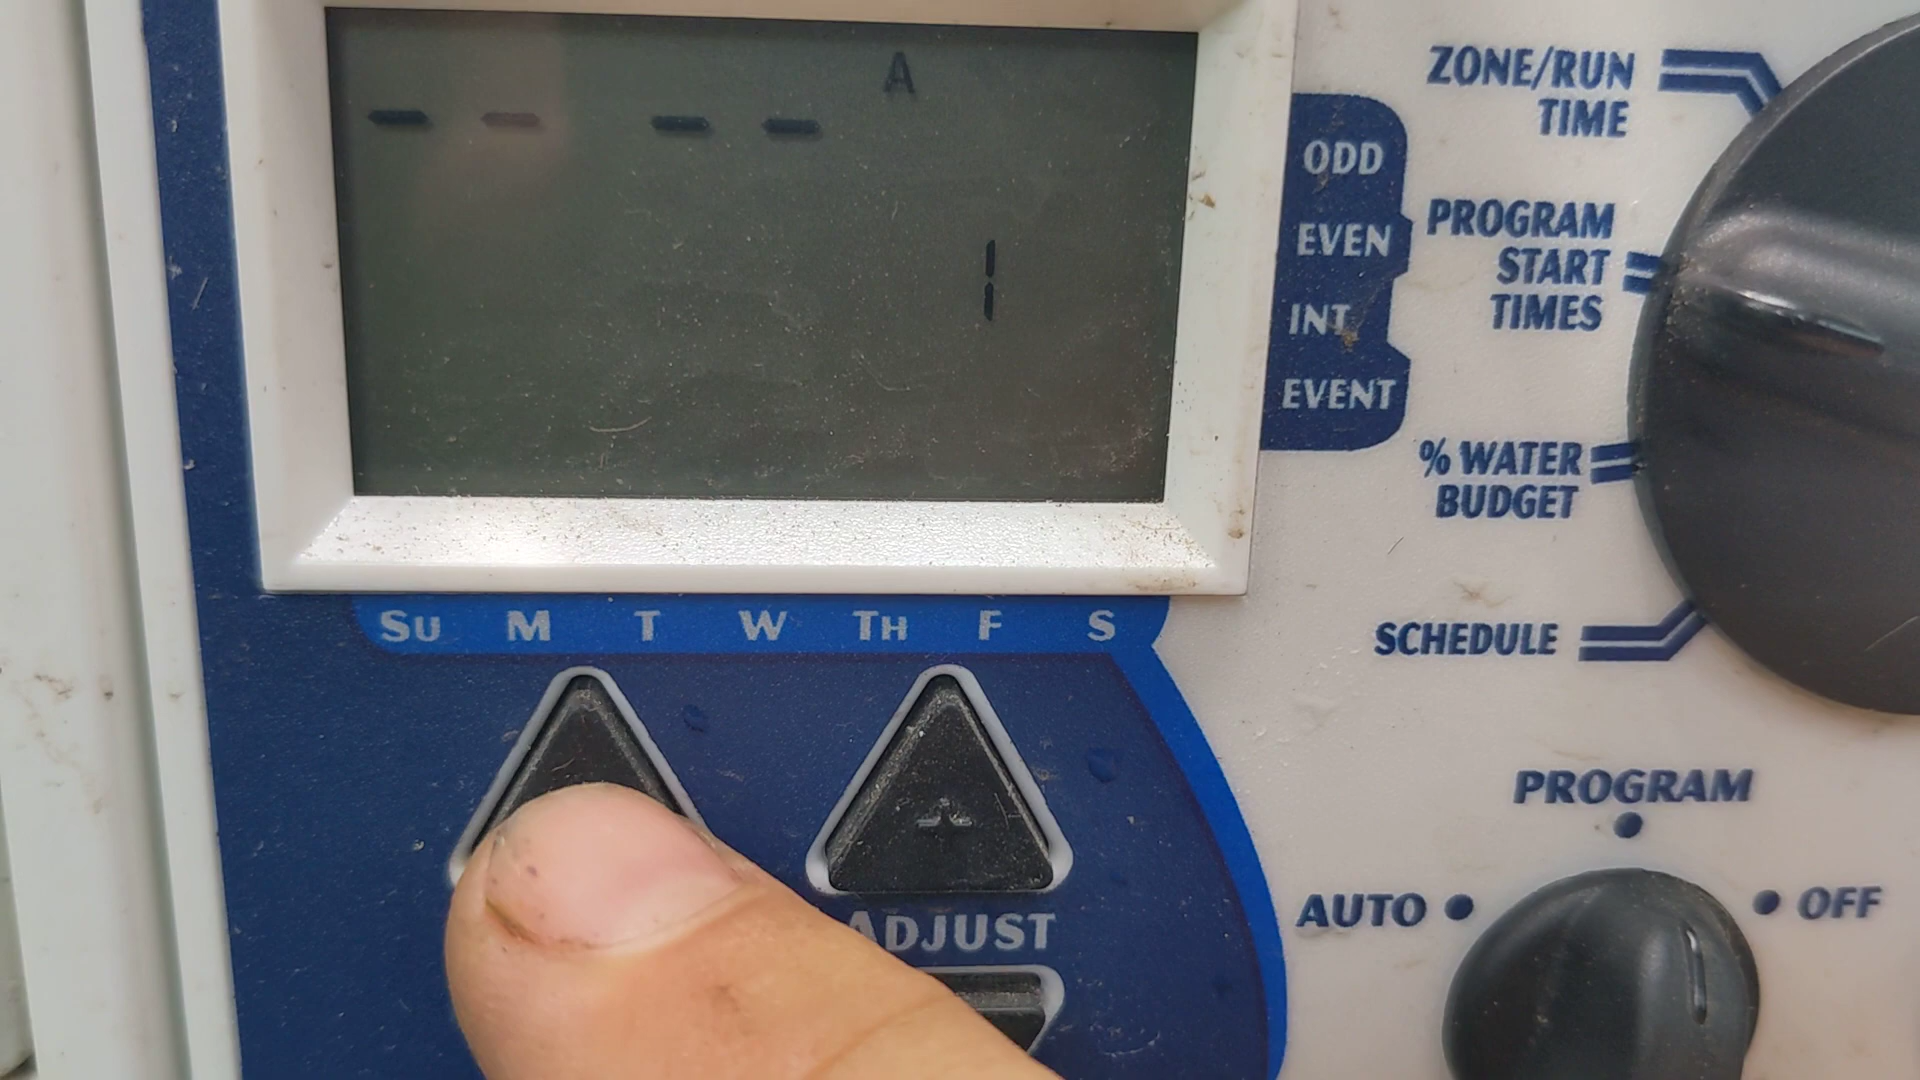 -- -- A
1
ODD
EVEN
INT
EVENT
ZONE/RUN
TIME
PROGRAM
START
TIMES
% WATER
BUDGET
SCHEDULE
SU M T W TH F S
ADJUST
PROGRAM
AUTO
OFF